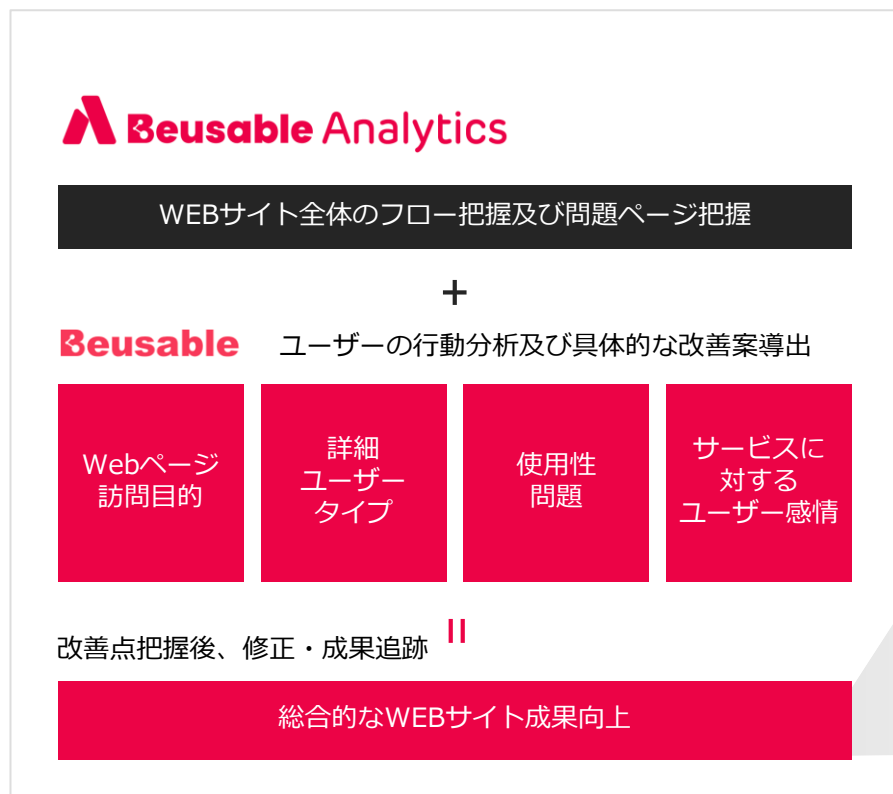 Beusable Analytics
WEBサイト全体のフロー把握及び問題ページ把握
+
Beusable ユーザーの行動分析及び具体的な改善案導出
Webページ
訪問目的
詳細
ユーザー
タイプ
使用性
問題
サービスに
対する
ユーザー感情
改善点把握後、修正・成果追跡 =
総合的なWEBサイト成果向上